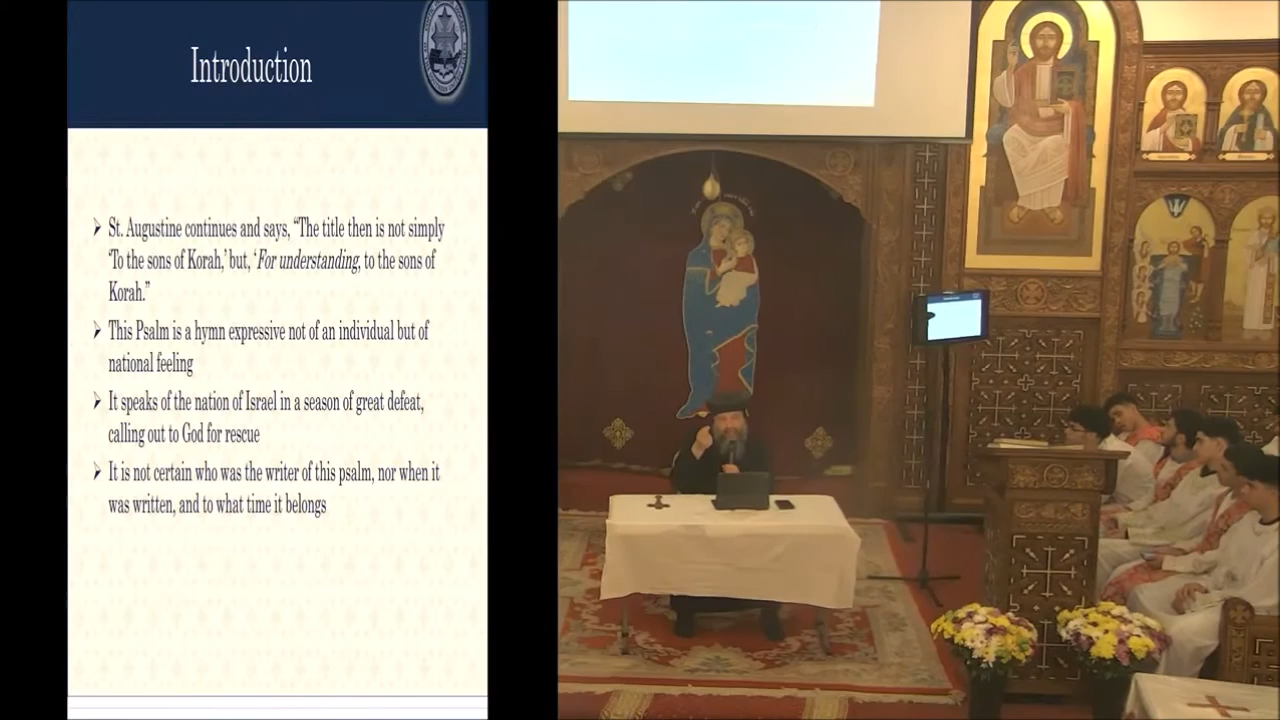 Introduction
St. Augustine continues and says, “The title then is not simply
‘To the sons of Korah,’ but, ‘For understanding, to the sons of
Korah.”
This Psalm is a hymn expressive not of an individual but of
national feeling
It speaks of the nation of Israel in a season of great defeat,
calling out to God for rescue
It is not certain who was the writer of this psalm, nor when it
was written, and to what time it belongs